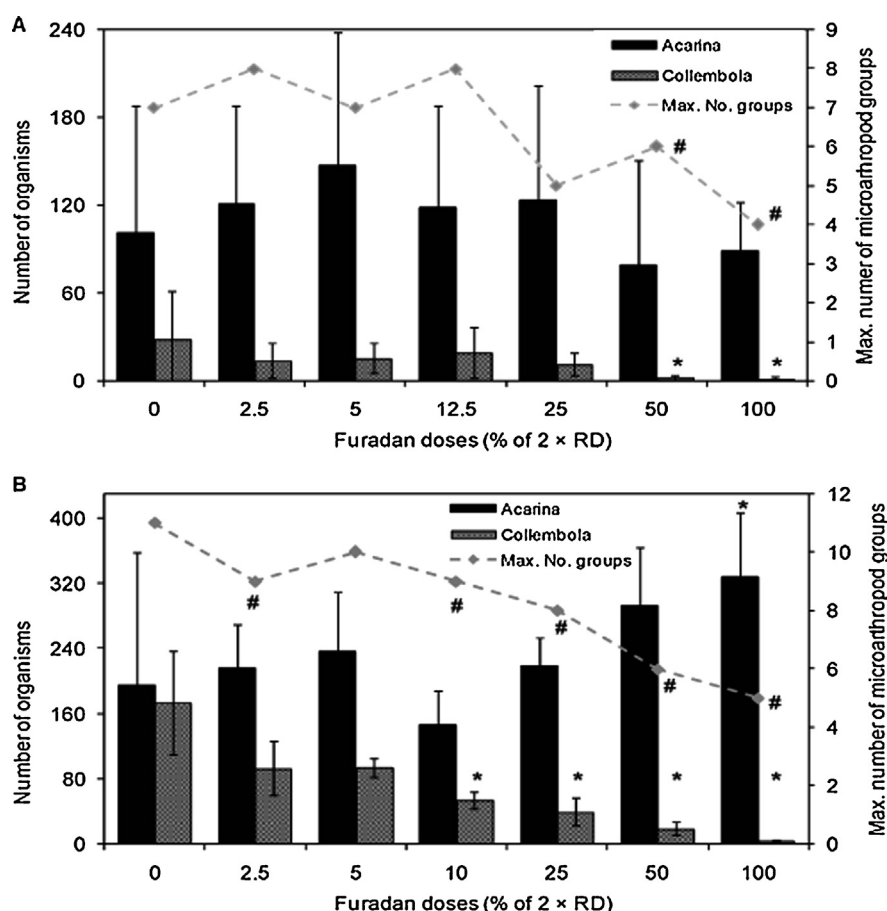 A
240
180
120
60
0
Number of organisms
Acarina
Collembola
Max. No. groups
9
8
7
6
5
4
3
2
1
0
Max. numer of microarhropod groups
#
#
*
*
0 2.5 5 12.5 25 50 100
Furadan doses (% of 2 × RD)
B
400
320
240
160
80
0
Number of organisms
Acarina
Collembola
Max. No. groups
12
10
8
6
4
2
0
Max. number of microarthropod groups
*
#
#
#
#
#
*
*
*
*
0 2.5 5 10 25 50 100
Furadan doses (% of 2 × RD)